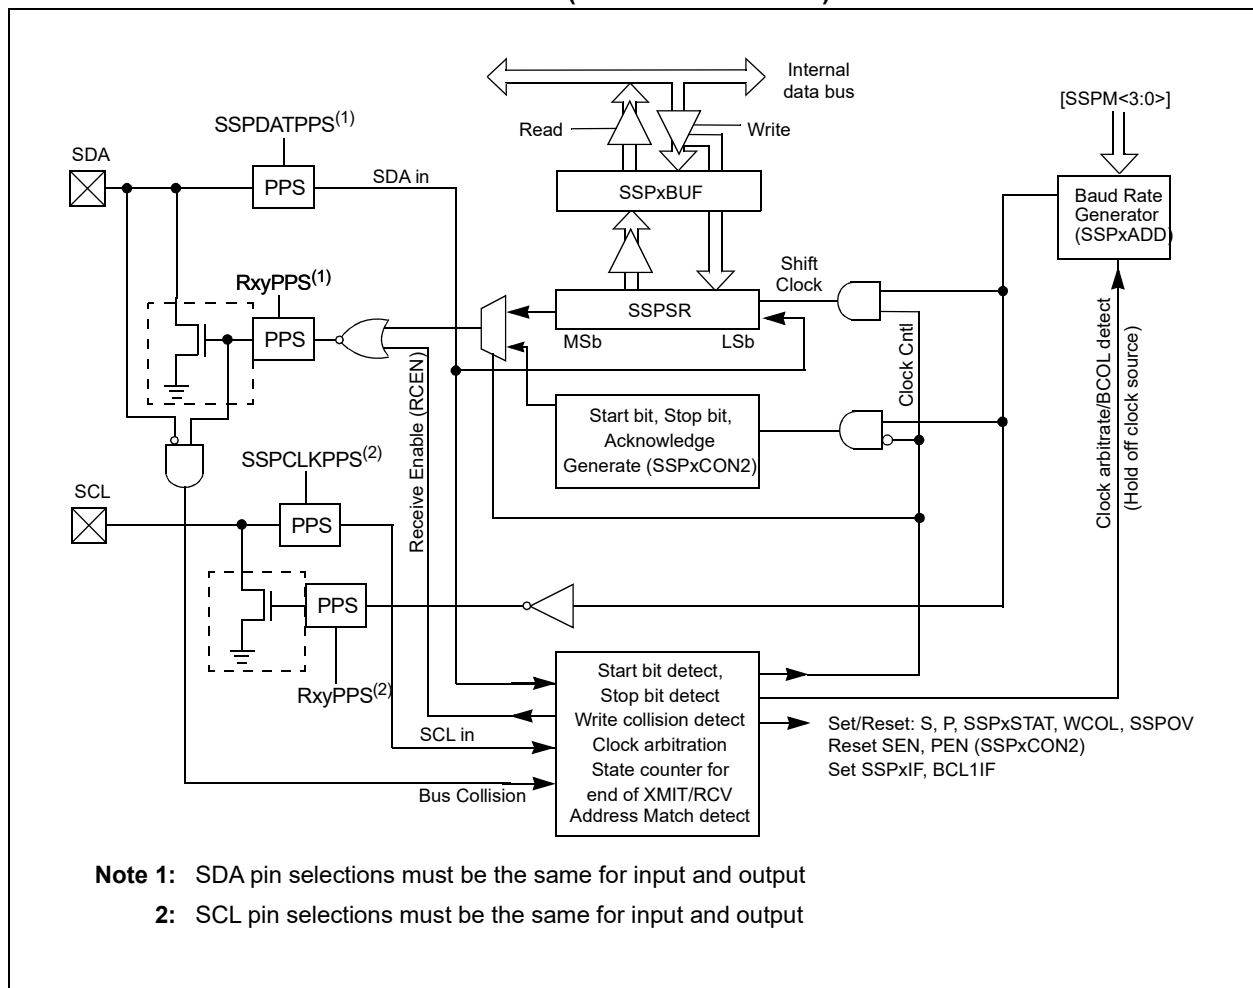 Internal
data bus
[SSPM<3:0>]
SSPDATPPS(1)
Read
Write
SDA
PPS
SDA in
SSPxBUF
Baud Rate
Generator
(SSPxADD)
Shift
Clock
RxyPPS(1)
PPS
SSPSR
MSb
LSb
Clock Cntl
Receive Enable (RCEN)
Clock arbitrate/BCOL detect
(Hold off clock source)
Start bit, Stop bit,
Acknowledge
Generate (SSPxCON2)
SSPCLKPPS(2)
SCL
PPS
PPS
RxyPPS(2)
SCL in
Bus Collision
Start bit detect,
Stop bit detect
Write collision detect
Clock arbitration
State counter for
end of XMIT/RCV
Address Match detect
Set/Reset: S, P, SSPxSTAT, WCOL, SSPOV
Reset SEN, PEN (SSPxCON2)
Set SSPxIF, BCL1IF
Note 1: SDA pin selections must be the same for input and output
2: SCL pin selections must be the same for input and output